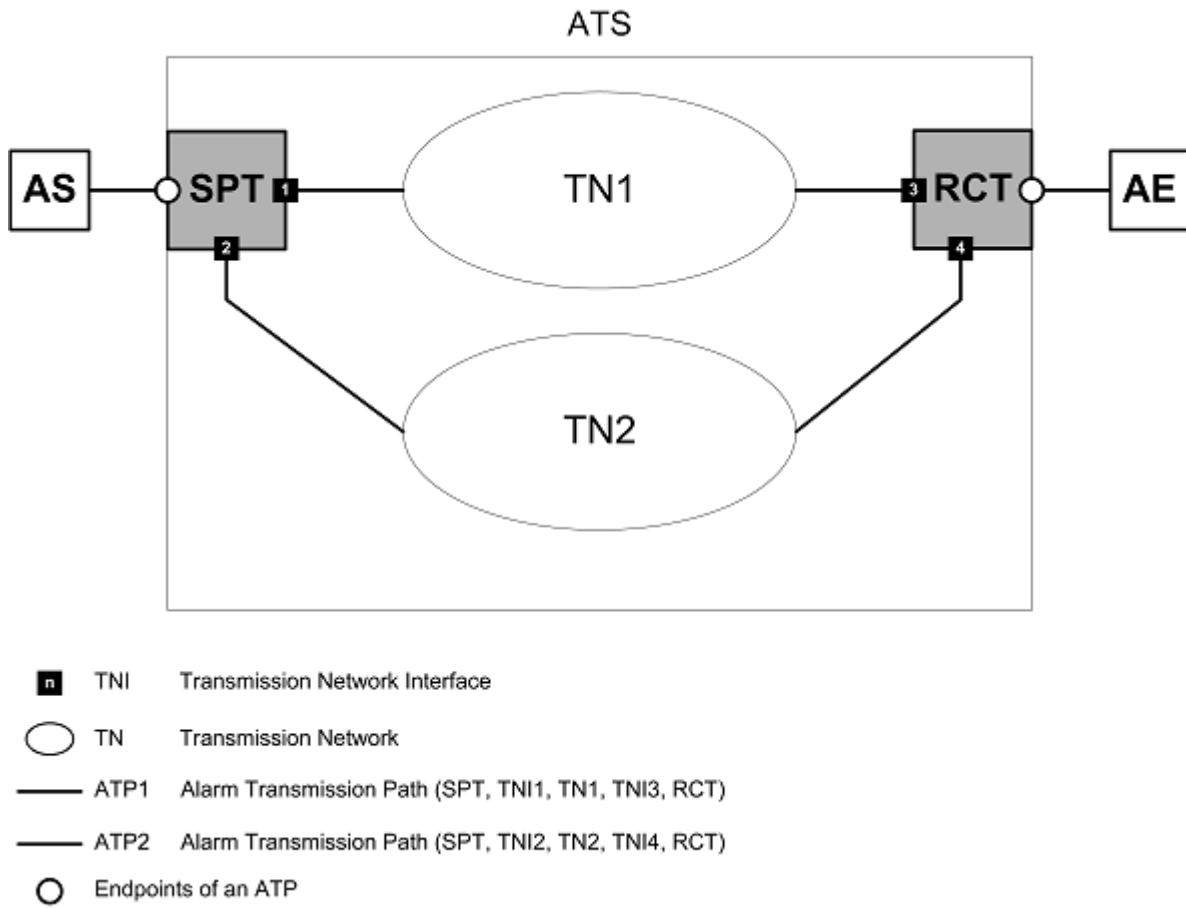 ATS
AS
SPT
1
2
TN1
3
RCT
4
AE
TN2
n TNI Transmission Network Interface
TN Transmission Network
ATP1 Alarm Transmission Path (SPT, TNI1, TN1, TNI3, RCT)
ATP2 Alarm Transmission Path (SPT, TNI2, TN2, TNI4, RCT)
Endpoints of an ATP